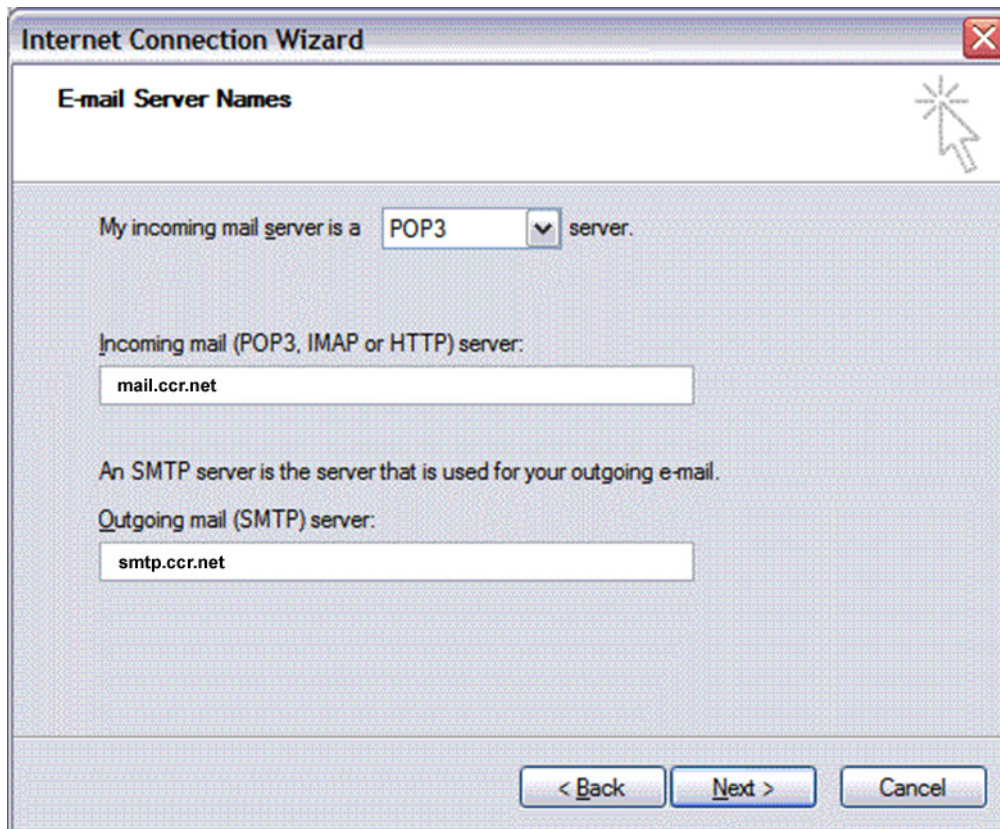 Internet Connection Wizard
E-mail Server Names
My incoming mail server is a POP3 server.
Incoming mail (POP3, IMAP or HTTP) server:
mail.ccr.net
An SMTP server is the server that is used for your outgoing e-mail.
Outgoing mail (SMTP) server:
smtp.ccr.net
< Back Next > Cancel